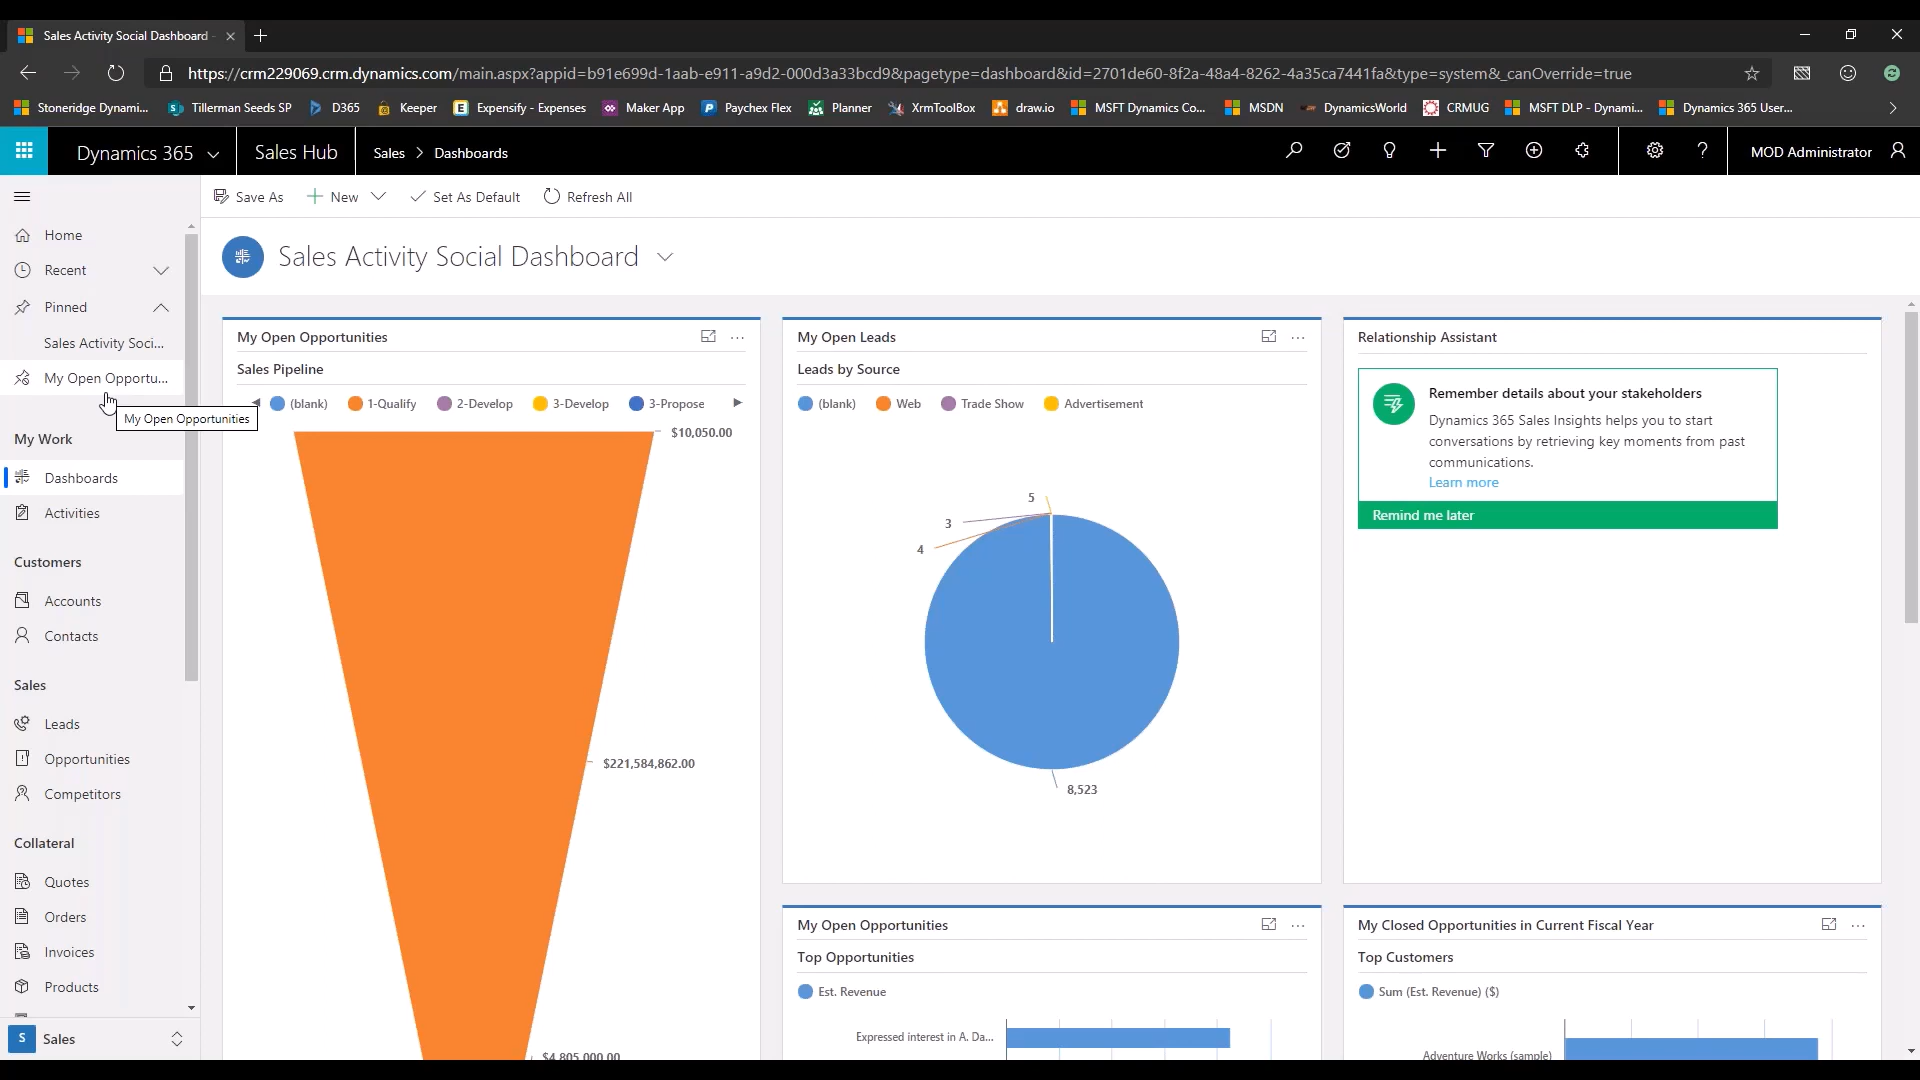 Sales Activity Social Dashboard -
https://crm229069.crm.dynamics.com/main.aspx?appid=b91e699d-1aab-e911-a9d2-000d3a33bcd9&pagetype=dashboard&id=2701de60-8f2a-48a4-8262-4a35ca7441fa&type=system&_canOverride=true
Stoneridge Dynami... Tillerman Seeds SP D365 Keeper Expensify - Expenses Maker App Paychex Flex Planner XrmToolBox draw.io MSFT Dynamics Co... MSDN DynamicsWorld CRMUG MSFT DLP - Dynami... Dynamics 365 User...
Dynamics 365 Sales Hub Sales > Dashboards MOD Administrator
Save As New Set As Default Refresh All
Home
Recent
Pinned
Sales Activity Soci...
My Open Opportu...
My Open Opportunities
My Work
Dashboards
Activities
Customers
Accounts
Contacts
Sales
Leads
Opportunities
Competitors
Collateral
Quotes
Orders
Invoices
Products
S Sales
Sales Activity Social Dashboard
My Open Opportunities
Sales Pipeline
(blank) 1-Qualify 2-Develop 3-Develop 3-Propose
$10,050.00
$221,584,862.00
$4,805,000.00
My Open Leads
Leads by Source
(blank) Web Trade Show Advertisement
5
3
4
8,523
Relationship Assistant
Remember details about your stakeholders
Dynamics 365 Sales Insights helps you to start
conversations by retrieving key moments from past
communications.
Learn more
Remind me later
My Open Opportunities
Top Opportunities
Est. Revenue
Expressed interest in A. Da...
My Closed Opportunities in Current Fiscal Year
Top Customers
Sum (Est. Revenue) ($)
Adventure Works (sample)